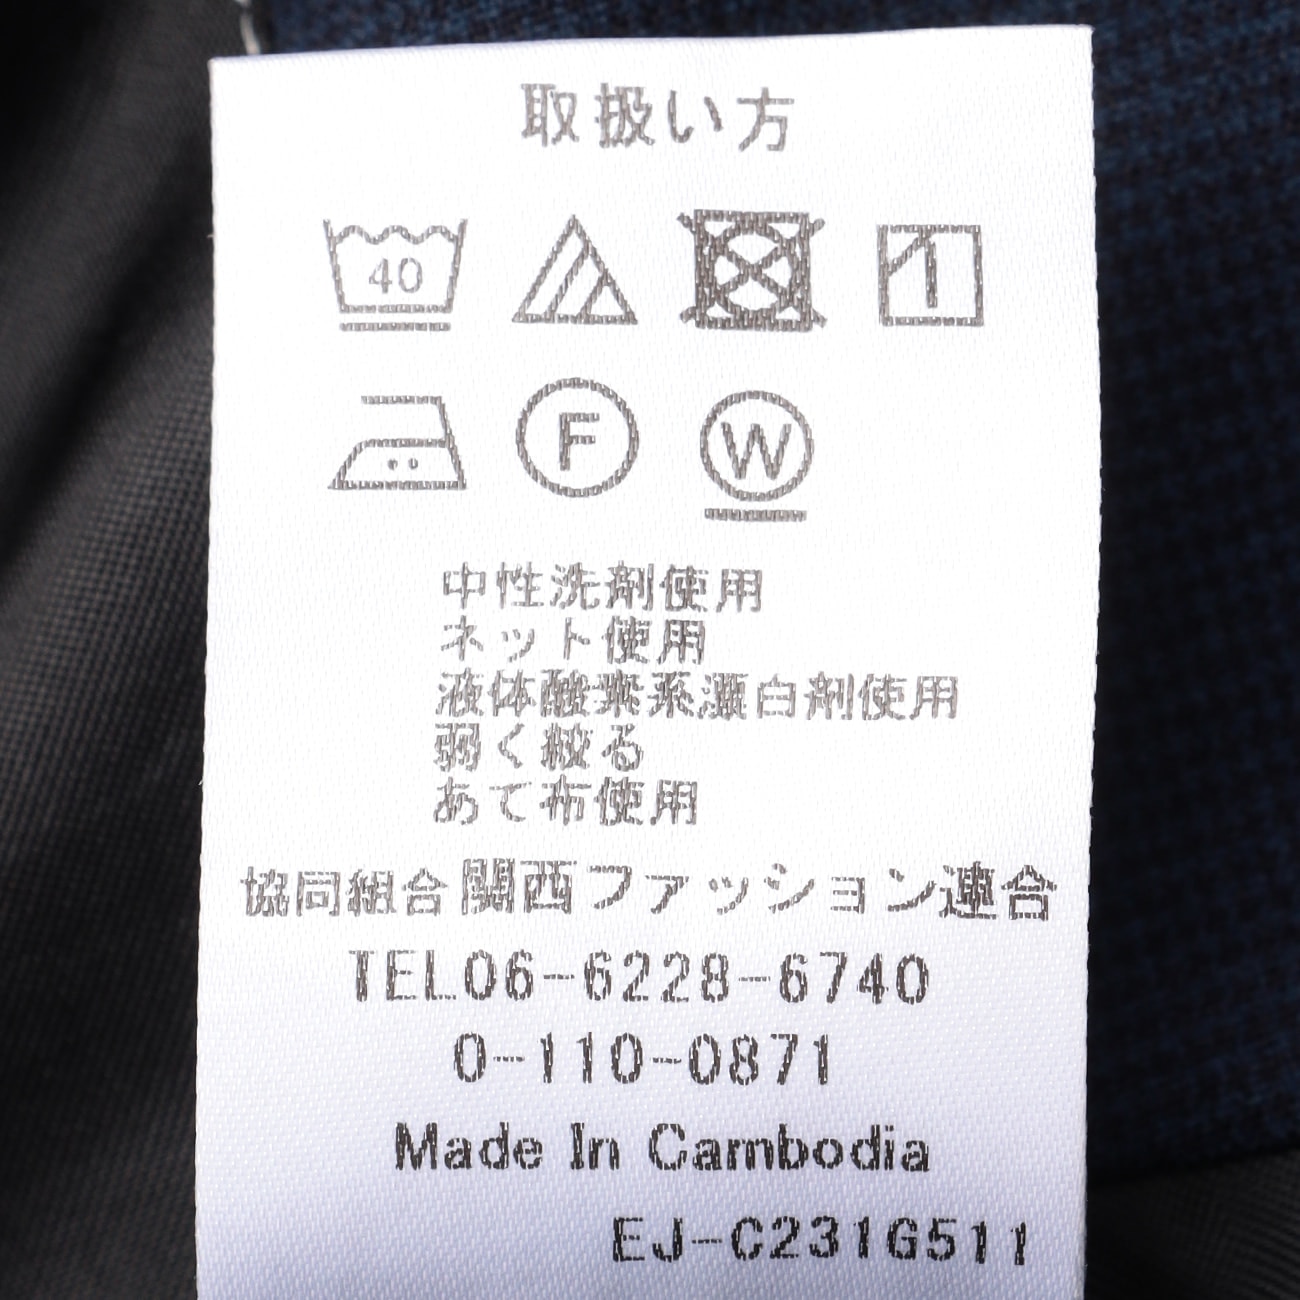 取扱い方
40
F W
中性洗剤使用
ネット使用
液体酸素系漂白剤使用
弱く絞る
あて布使用
協同組合関西ファッション連合
TEL06-6228-6740
0-110-0871
Made In Cambodia
EJ-C231G511